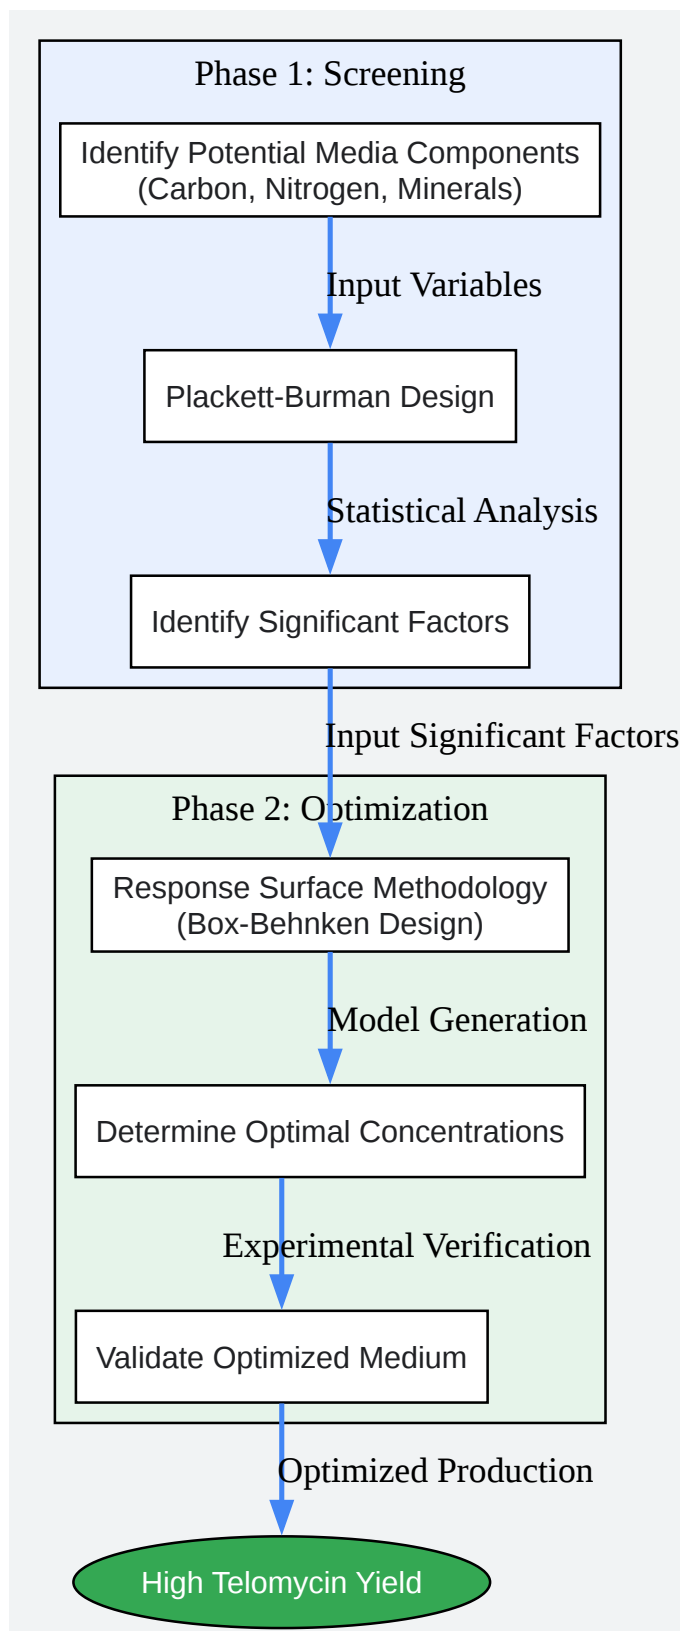 Phase 1: Screening
Identify Potential Media Components
(Carbon, Nitrogen, Minerals)
Input Variables
Plackett-Burman Design
Statistical Analysis
Identify Significant Factors
Input Significant Factors
Phase 2: Optimization
Response Surface Methodology
(Box-Behnken Design)
Model Generation
Determine Optimal Concentrations
Experimental Verification
Validate Optimized Medium
Optimized Production
High Telomycin Yield